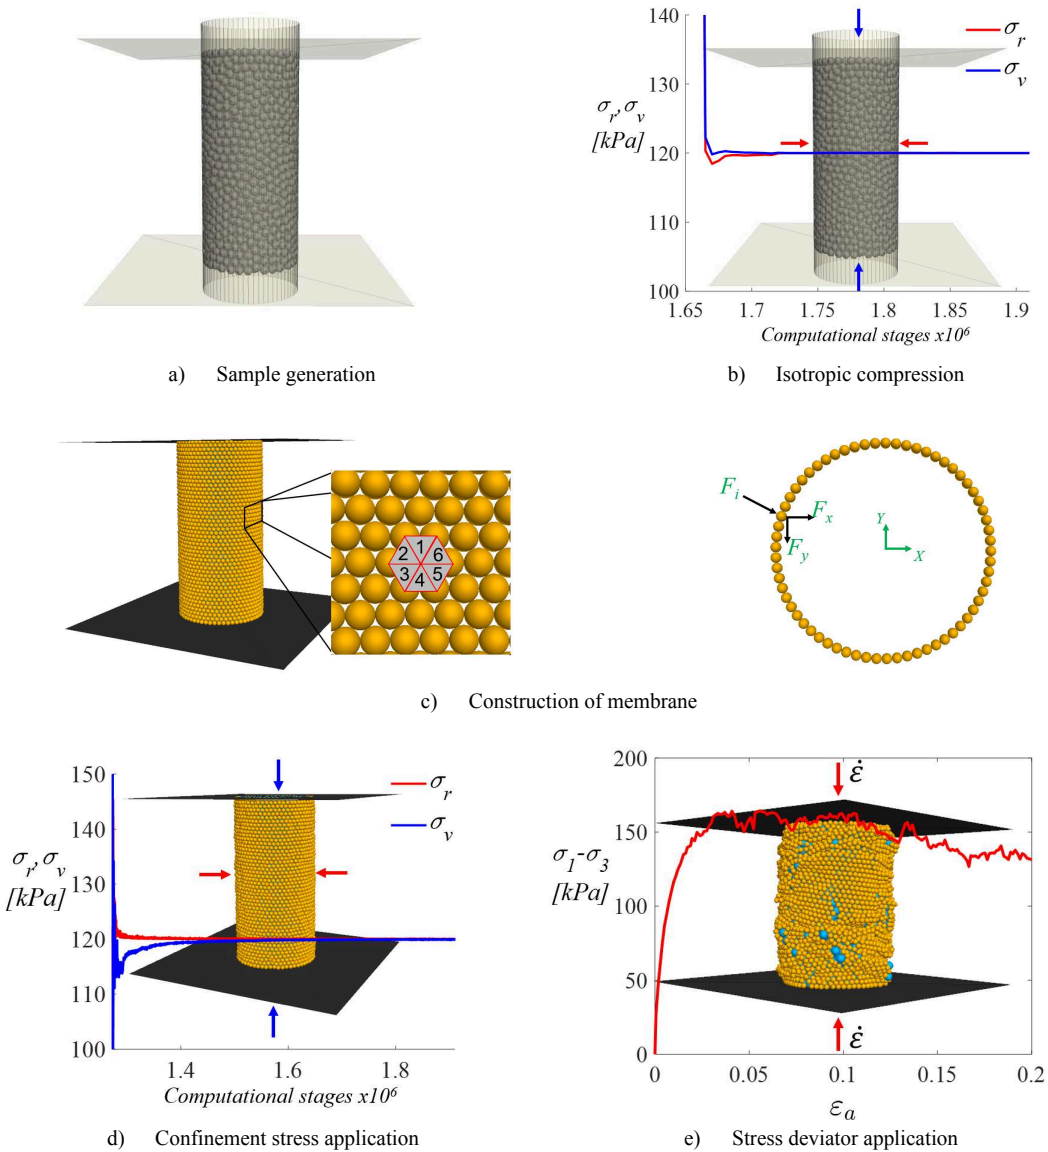 a) Sample generation
140
130
120
110
100
σr,σv
[kPa]
σr
σv
1.65 1.7 1.75 1.8 1.85 1.9
Computational stages x10⁶
b) Isotropic compression
1
2 6
3 5
4
Fi
Fx
Fy
Y
X
c) Construction of membrane
150
140
130
120
110
100
σr,σv
[kPa]
σr
σv
1.4 1.6 1.8
Computational stages x10⁶
d) Confinement stress application
200
150
100
50
0
σ1-σ3
[kPa]
ε̇
ε̇
0 0.05 0.1 0.15 0.2
εa
e) Stress deviator application